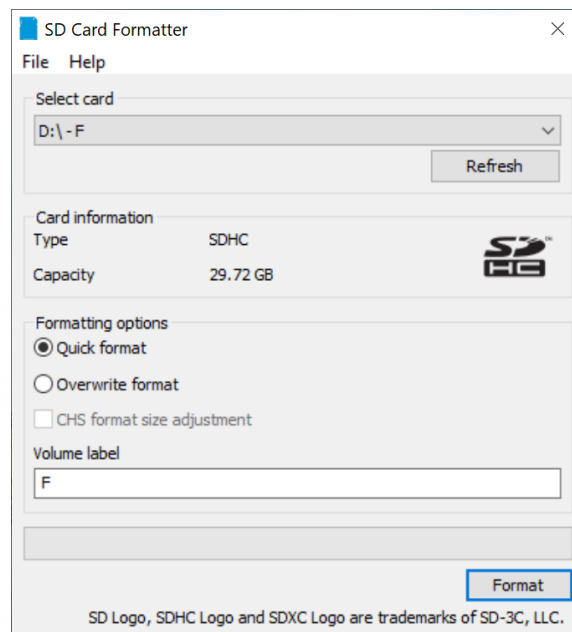 SD Card Formatter
File Help
Select card
D:\ - F
Refresh
Card information
Type SDHC
Capacity 29.72 GB
SD HC
Formatting options
Quick format
Overwrite format
CHS format size adjustment
Volume label
F
Format
SD Logo, SDHC Logo and SDXC Logo are trademarks of SD-3C, LLC.